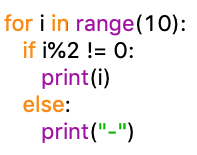 for i in range(10):
    if i%2 != 0:
        print(i)
    else:
        print("-")